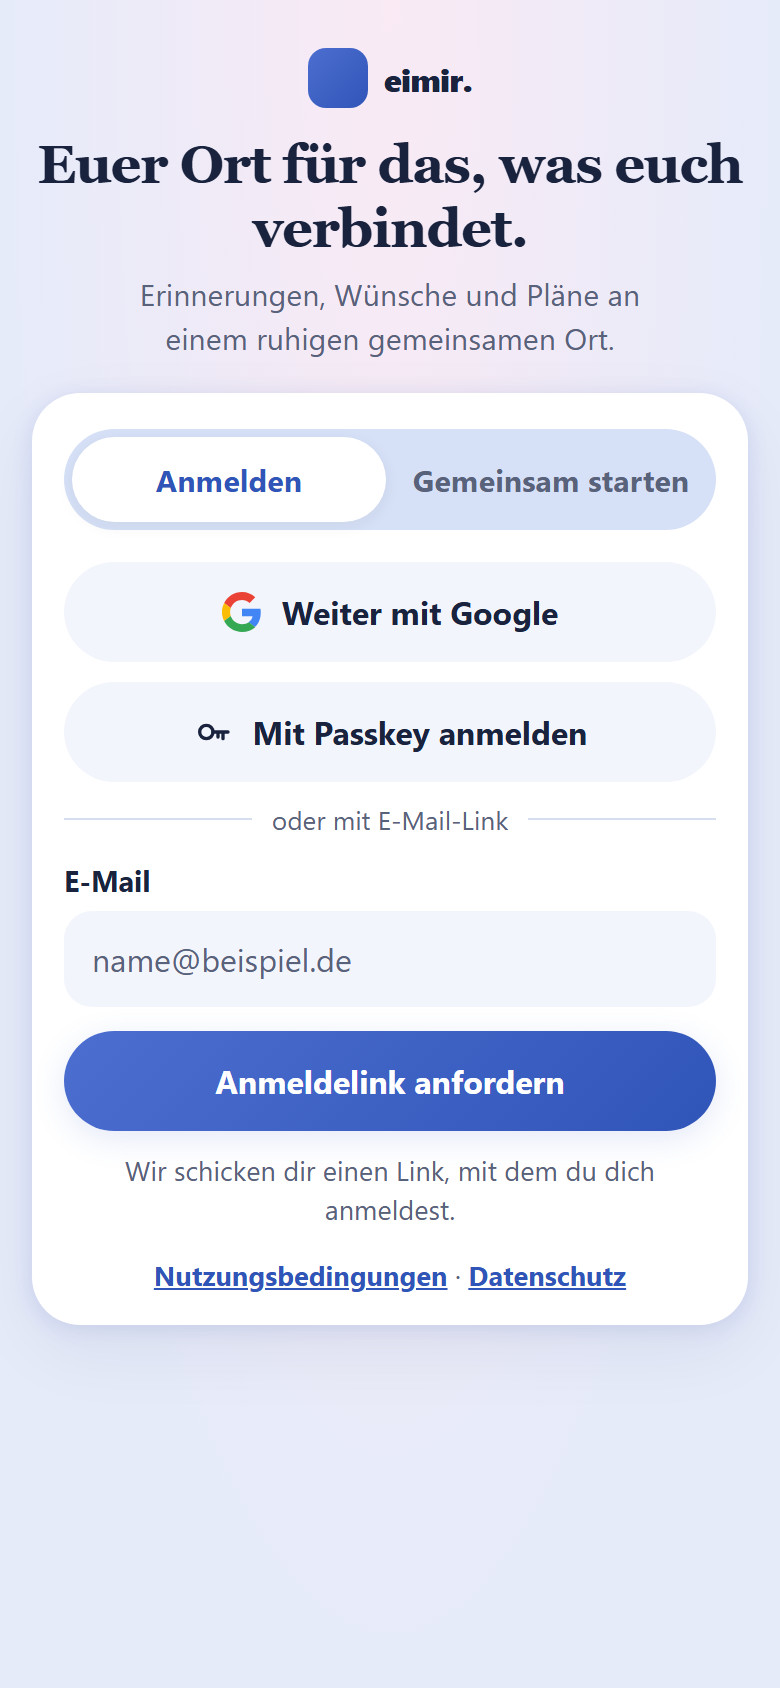 eimir.
Euer Ort für das, was euch
verbindet.
Erinnerungen, Wünsche und Pläne an
einem ruhigen gemeinsamen Ort.
Anmelden
Gemeinsam starten
Weiter mit Google
Mit Passkey anmelden
oder mit E-Mail-Link
E-Mail
name@beispiel.de
Anmeldelink anfordern
Wir schicken dir einen Link, mit dem du dich
anmeldest.
Nutzungsbedingungen · Datenschutz